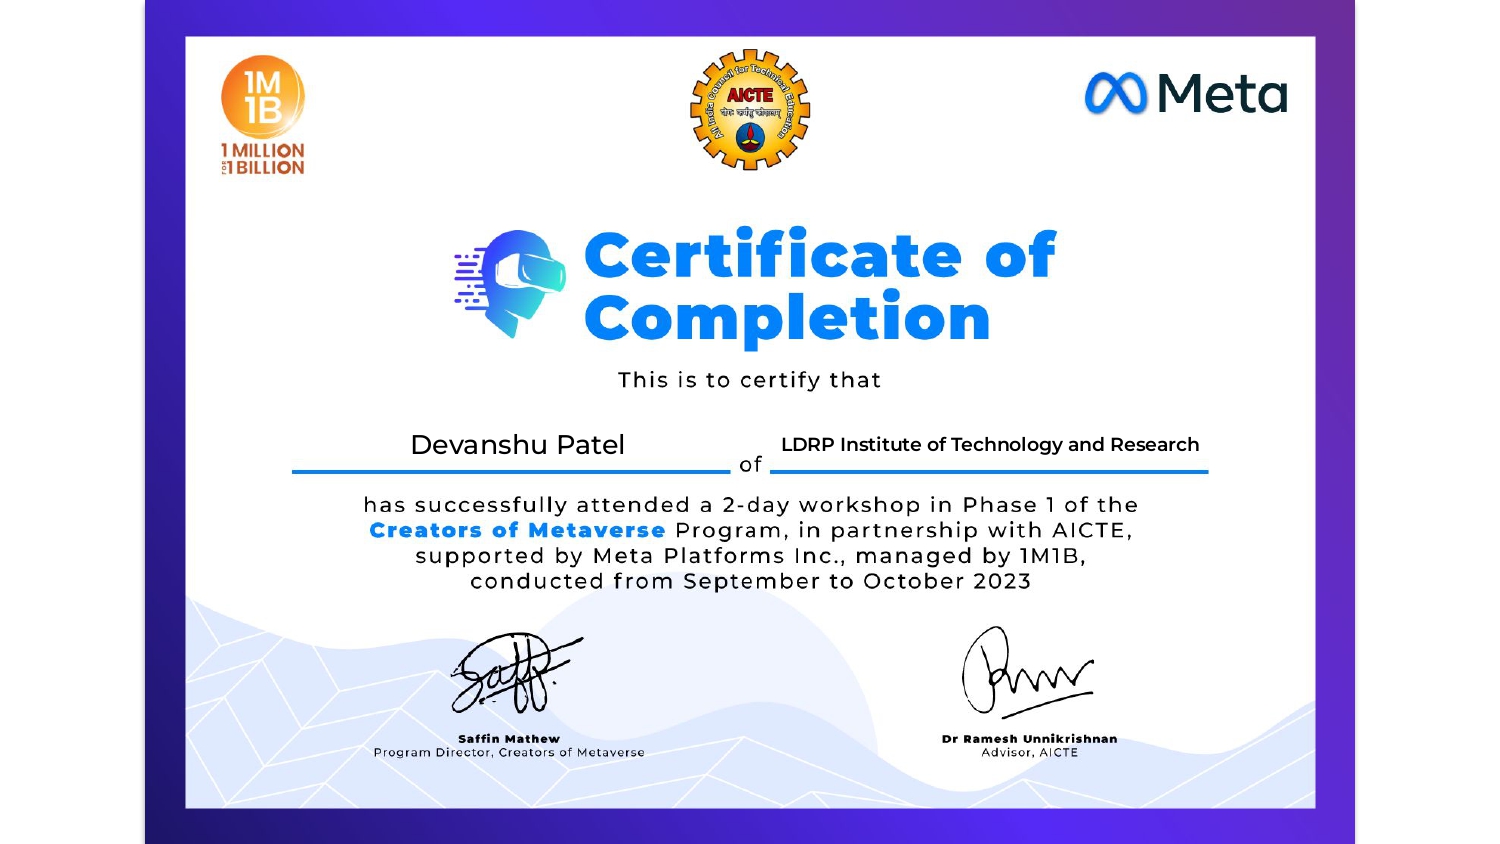 1M
1B
1 MILLION
FOR 1 BILLION
All India Council for Technical Education
AICTE
योगः कर्मसु कौशलम्
Meta
Certificate of
Completion
This is to certify that
Devanshu Patel of LDRP Institute of Technology and Research
has successfully attended a 2-day workshop in Phase 1 of the
Creators of Metaverse Program, in partnership with AICTE,
supported by Meta Platforms Inc., managed by 1M1B,
conducted from September to October 2023
Saffin Mathew
Program Director, Creators of Metaverse
Dr Ramesh Unnikrishnan
Advisor, AICTE